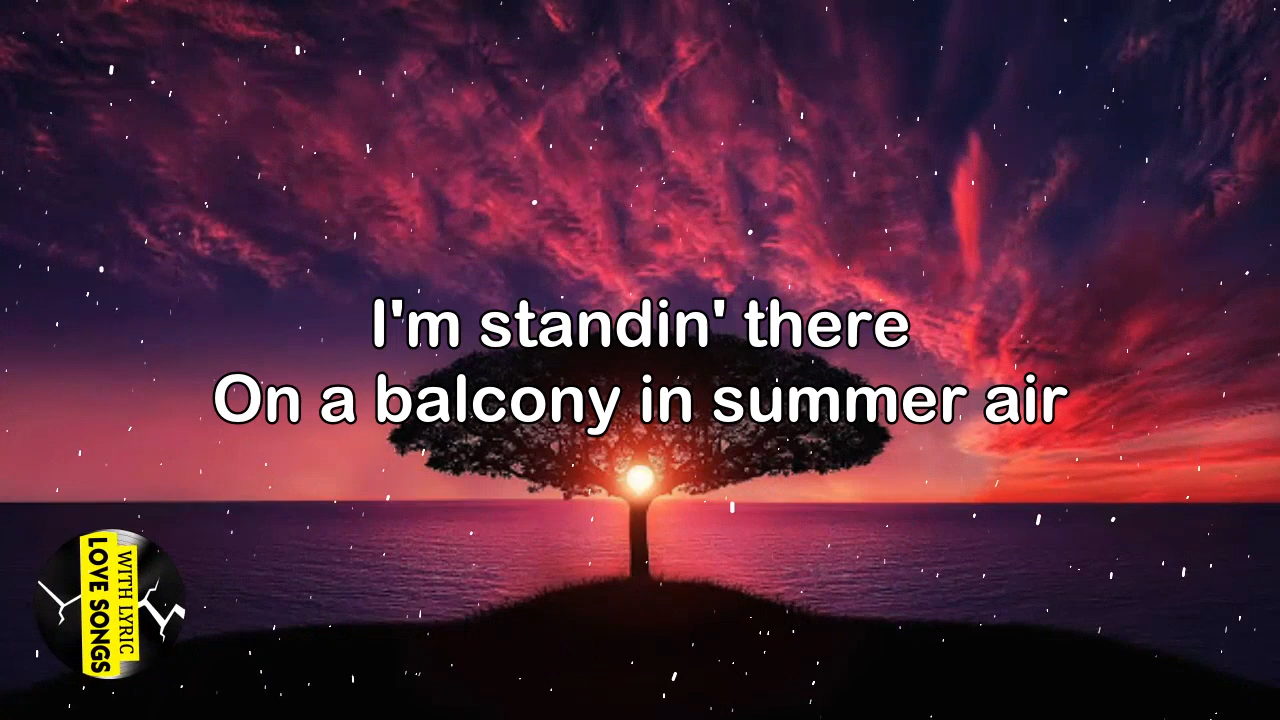 I'm standin' there
On a balcony in summer air
WITH LYRIC
LOVE SONGS